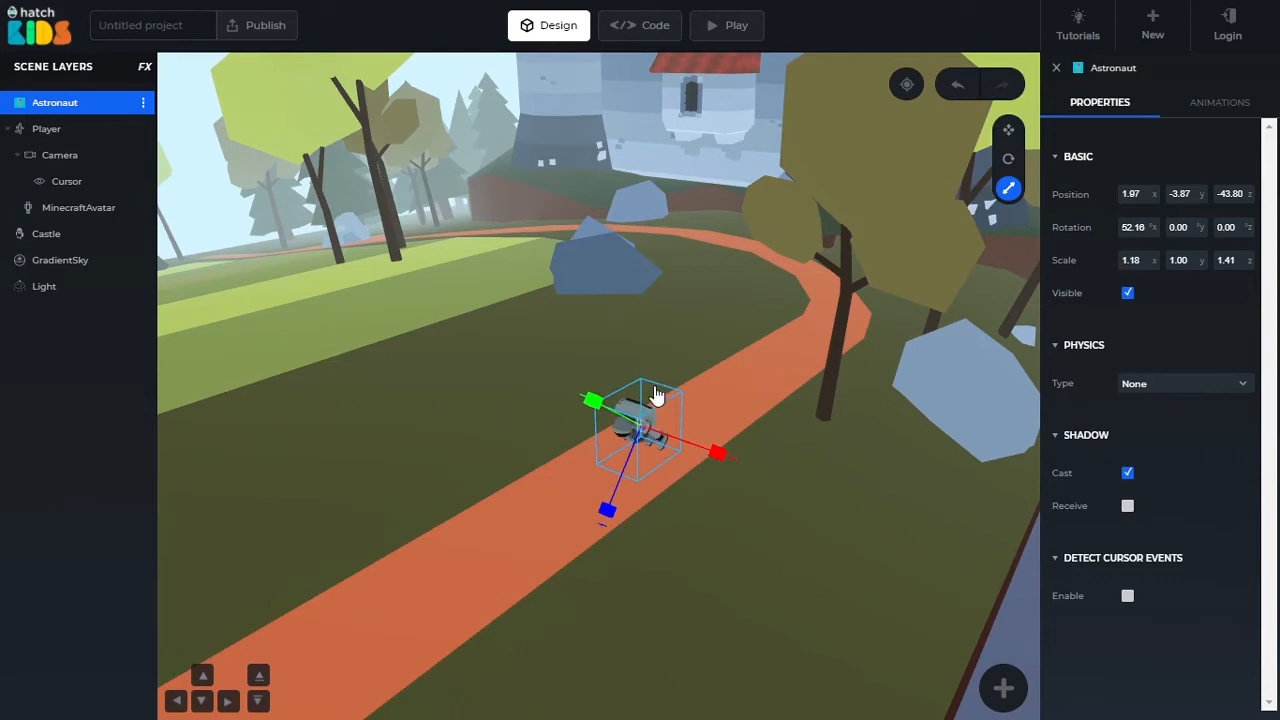 hatch
KIDS
Untitled project
Publish
Design
</> Code
Play
Tutorials
New
Login
SCENE LAYERS
FX
Astronaut
Player
Camera
Cursor
MinecraftAvatar
Castle
GradientSky
Light
Astronaut
PROPERTIES
ANIMATIONS
BASIC
Position 1.97 x -3.87 y -43.80 z
Rotation 52.16 °x 0.00 °y 0.00 °z
Scale 1.18 x 1.00 y 1.41 z
Visible
PHYSICS
Type None
SHADOW
Cast
Receive
DETECT CURSOR EVENTS
Enable